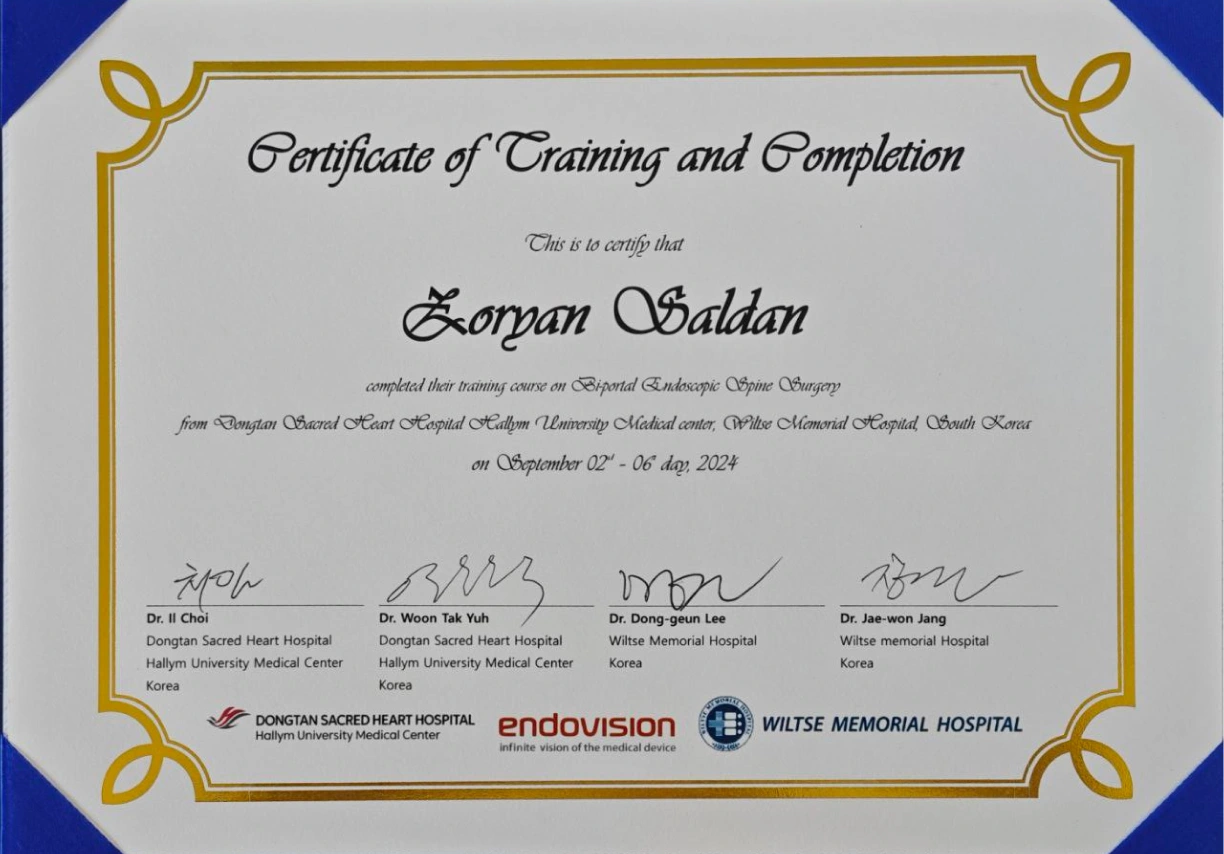 Certificate of Training and Completion
This is to certify that
Zoryan Saldan
completed their training course on Bi-portal Endoscopic Spine Surgery
from Dongtan Sacred Heart Hospital Hallym University Medical center, Wiltse Memorial Hospital, South Korea
on September 02ⁿᵈ - 06 day, 2024
Dr. Il Choi
Dongtan Sacred Heart Hospital
Hallym University Medical Center
Korea
Dr. Woon Tak Yuh
Dongtan Sacred Heart Hospital
Hallym University Medical Center
Korea
Dr. Dong-geun Lee
Wiltse Memorial Hospital
Korea
Dr. Jae-won Jang
Wiltse memorial Hospital
Korea
DONGTAN SACRED HEART HOSPITAL
Hallym University Medical Center
endovision
infinite vision of the medical device
WILTSE MEMORIAL HOSPITAL
WILTSE MEMORIAL HOSPITAL